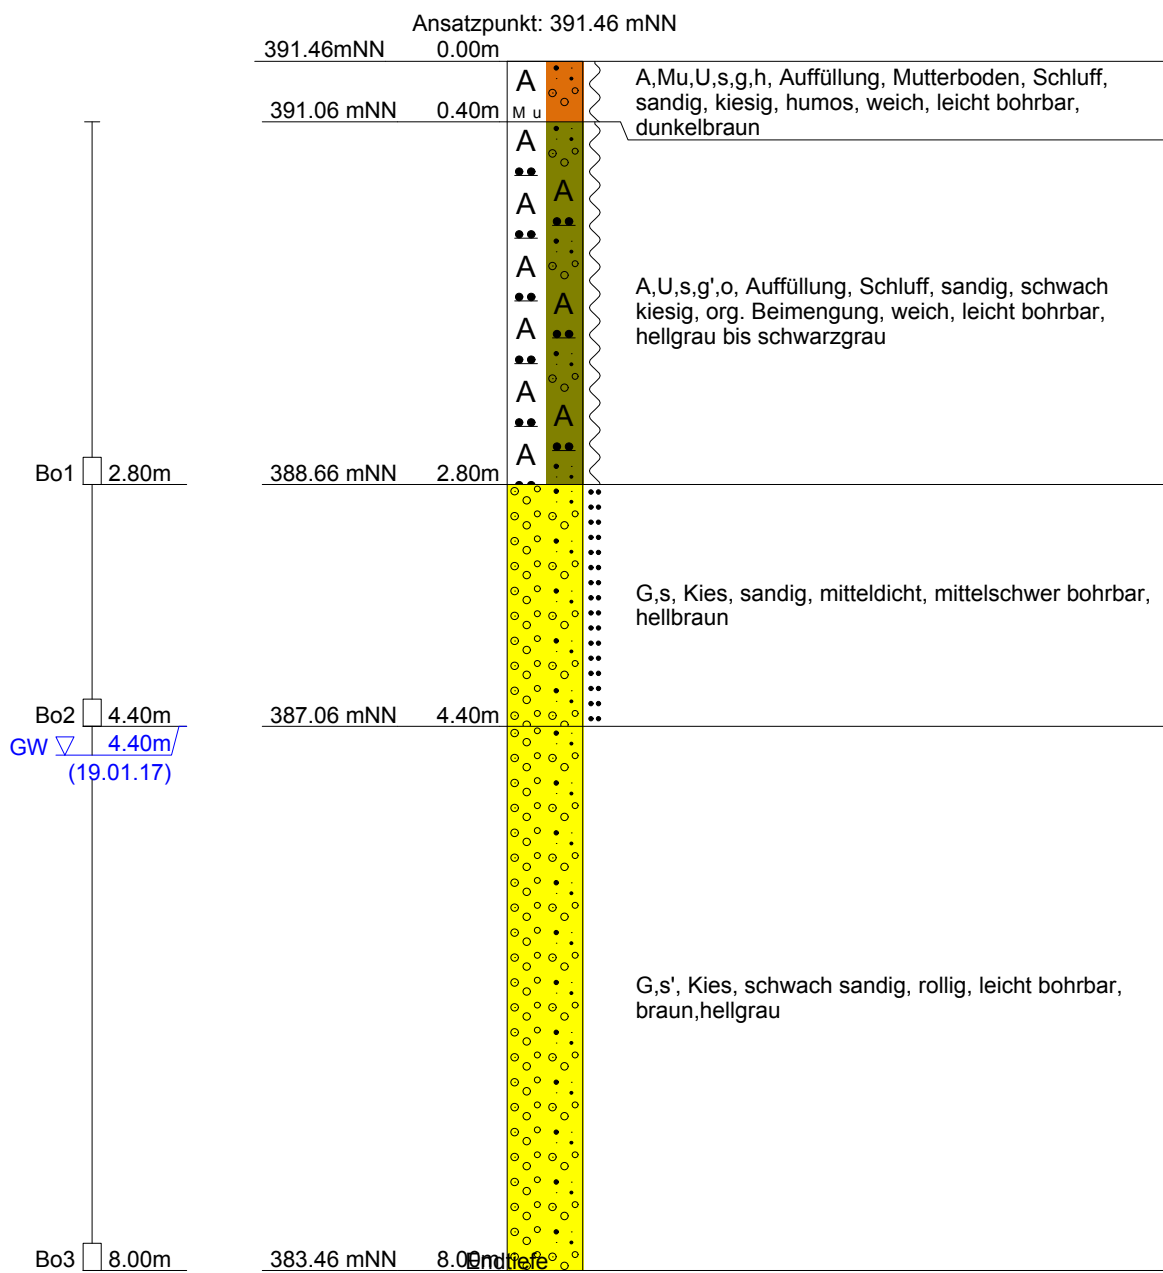 Ansatzpunkt: 391.46 mNN
391.46mNN 0.00m
A
Mu
A,Mu,U,s,g,h, Auffüllung, Mutterboden, Schluff,
sandig, kiesig, humos, weich, leicht bohrbar,
dunkelbraun
391.06 mNN 0.40m
A
A
A
A
A
A
A
A
A
A,U,s,g',o, Auffüllung, Schluff, sandig, schwach
kiesig, org. Beimengung, weich, leicht bohrbar,
hellgrau bis schwarzgrau
Bo1 2.80m 388.66 mNN 2.80m
G,s, Kies, sandig, mitteldicht, mittelschwer bohrbar,
hellbraun
Bo2 4.40m 387.06 mNN 4.40m
GW 4.40m
(19.01.17)
G,s', Kies, schwach sandig, rollig, leicht bohrbar,
braun,hellgrau
Bo3 8.00m 383.46 mNN 8.00m
Endtiefe